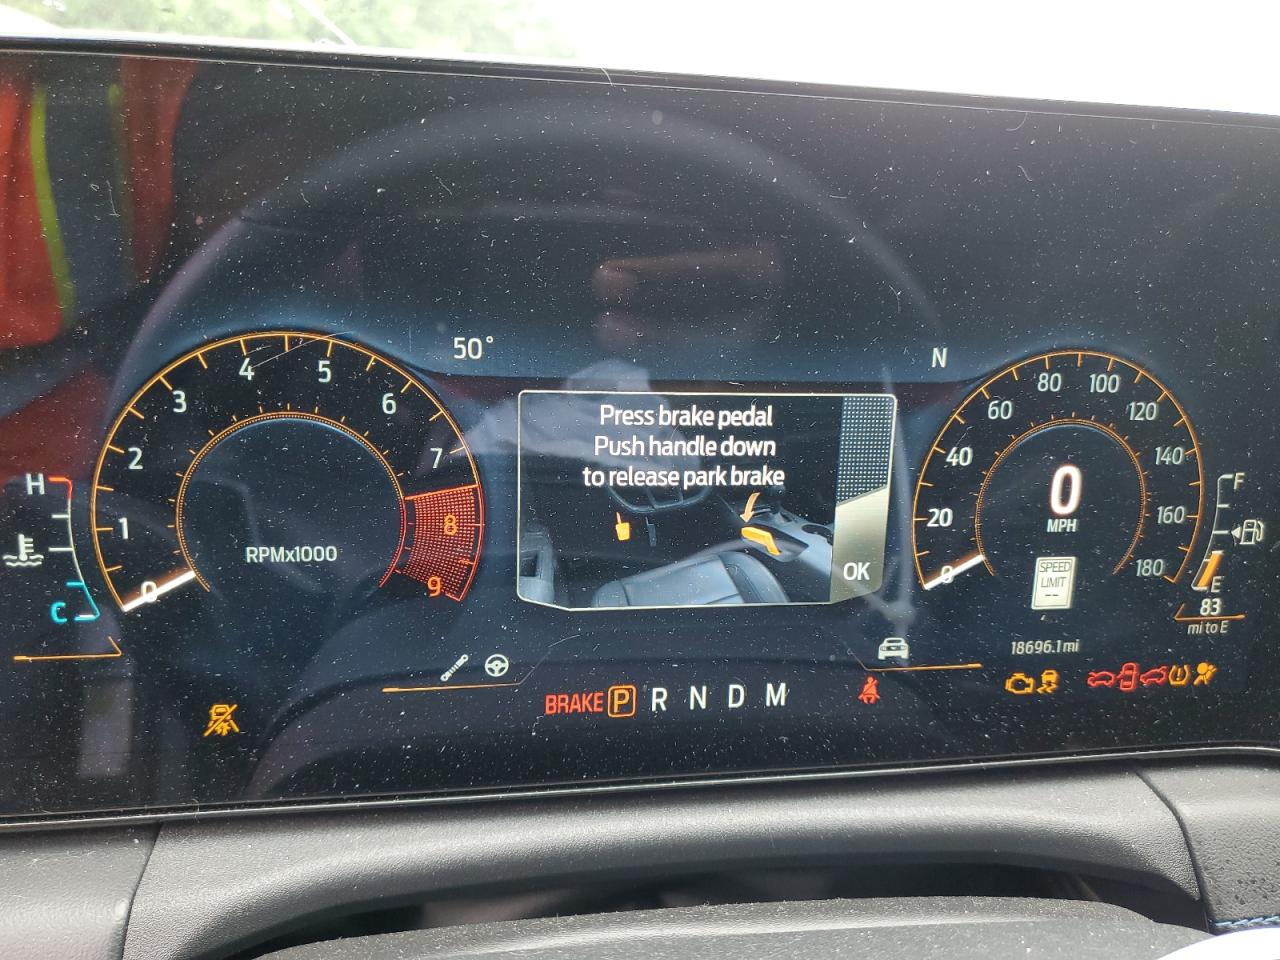 50°
N
Press brake pedal
Push handle down
to release park brake
OK
H
C
0
1
2
3
4
5
6
7
8
9
RPMx1000
0
20
40
60
80
100
120
140
160
180
0
MPH
SPEED
LIMIT
--
F
E
83
mi to E
18696.1 mi
BRAKE P R N D M